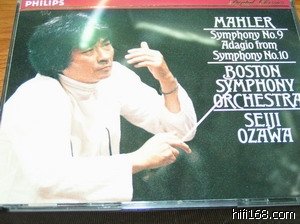 PHILIPS
MAHLER
Symphony No.9
Adagio from
Symphony No.10
BOSTON
SYMPHONY
ORCHESTRA
SEIJI
OZAWA
hifi168.com